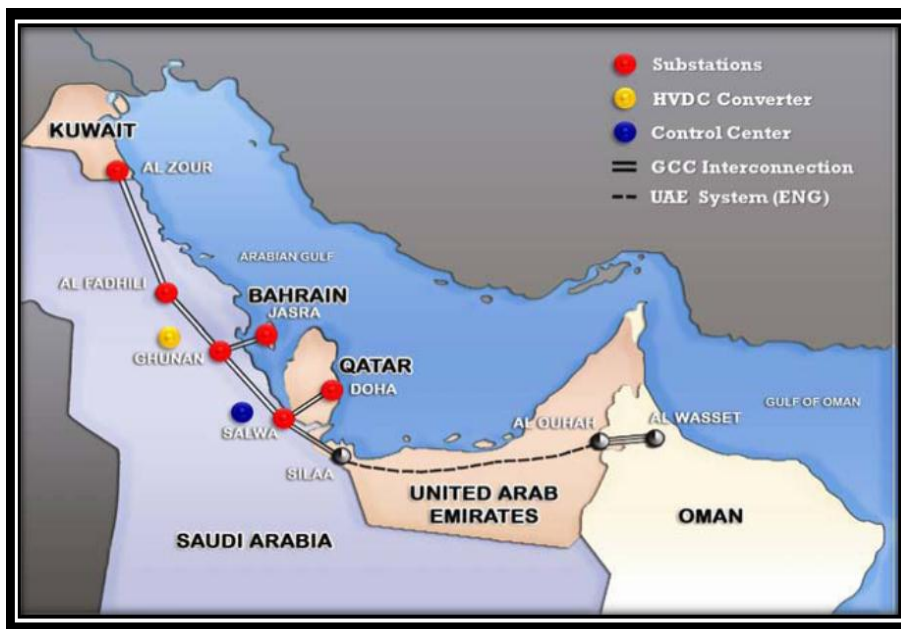 Substations
HVDC Converter
Control Center
GCC Interconnection
UAE System (ENG)
KUWAIT
AL ZOUR
ARABIAN GULF
AL FADHILI
BAHRAIN
JASRA
GHUNAN
QATAR
DOHA
GULF OF OMAN
AL OUHAH
AL WASSET
SALWA
SILAA
UNITED ARAB
EMIRATES
OMAN
SAUDI ARABIA